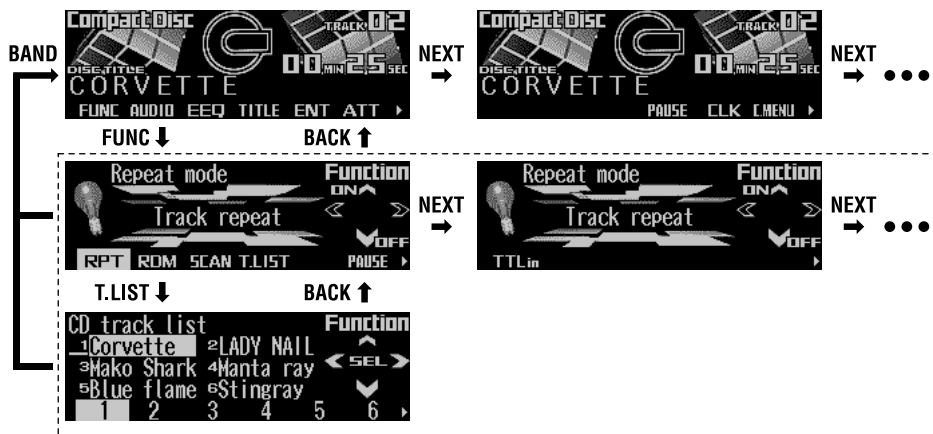 Compact Disc TRACK 02
BAND NEXT NEXT
00 MIN 25 SEC
DISC TITLE
CORVETTE
FUNC AUDIO EEQ TITLE ENT ATT
Compact Disc TRACK 02
00 MIN 25 SEC
DISC TITLE
CORVETTE
PAUSE CLK C.MENU
FUNC BACK
Repeat mode Function
ON
Track repeat
OFF
RPT RDM SCAN T.LIST PAUSE
NEXT NEXT
Repeat mode Function
ON
Track repeat
OFF
TTLin
T.LIST BACK
CD track list Function
1Corvette 2LADY NAIL
SEL
3Mako Shark 4Manta ray
5Blue flame 6Stingray
1 2 3 4 5 6